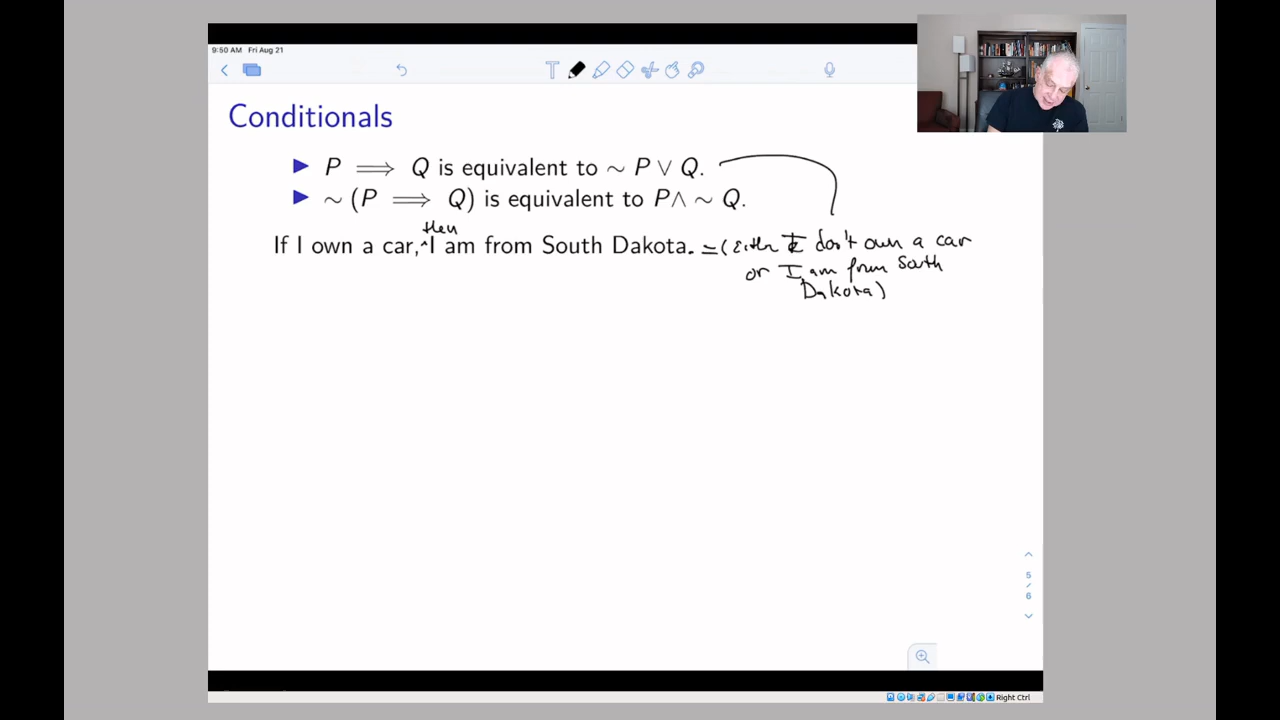 9:50 AM Fri Aug 21
Conditionals
▶ P ⟹ Q is equivalent to ∼ P ∨ Q.
▶ ∼ (P ⟹ Q) is equivalent to P∧ ∼ Q.
then
If I own a car, ^I am from South Dakota. = (Either I don't own a car
or I am from South
Dakota)
5
/
6
Right Ctrl